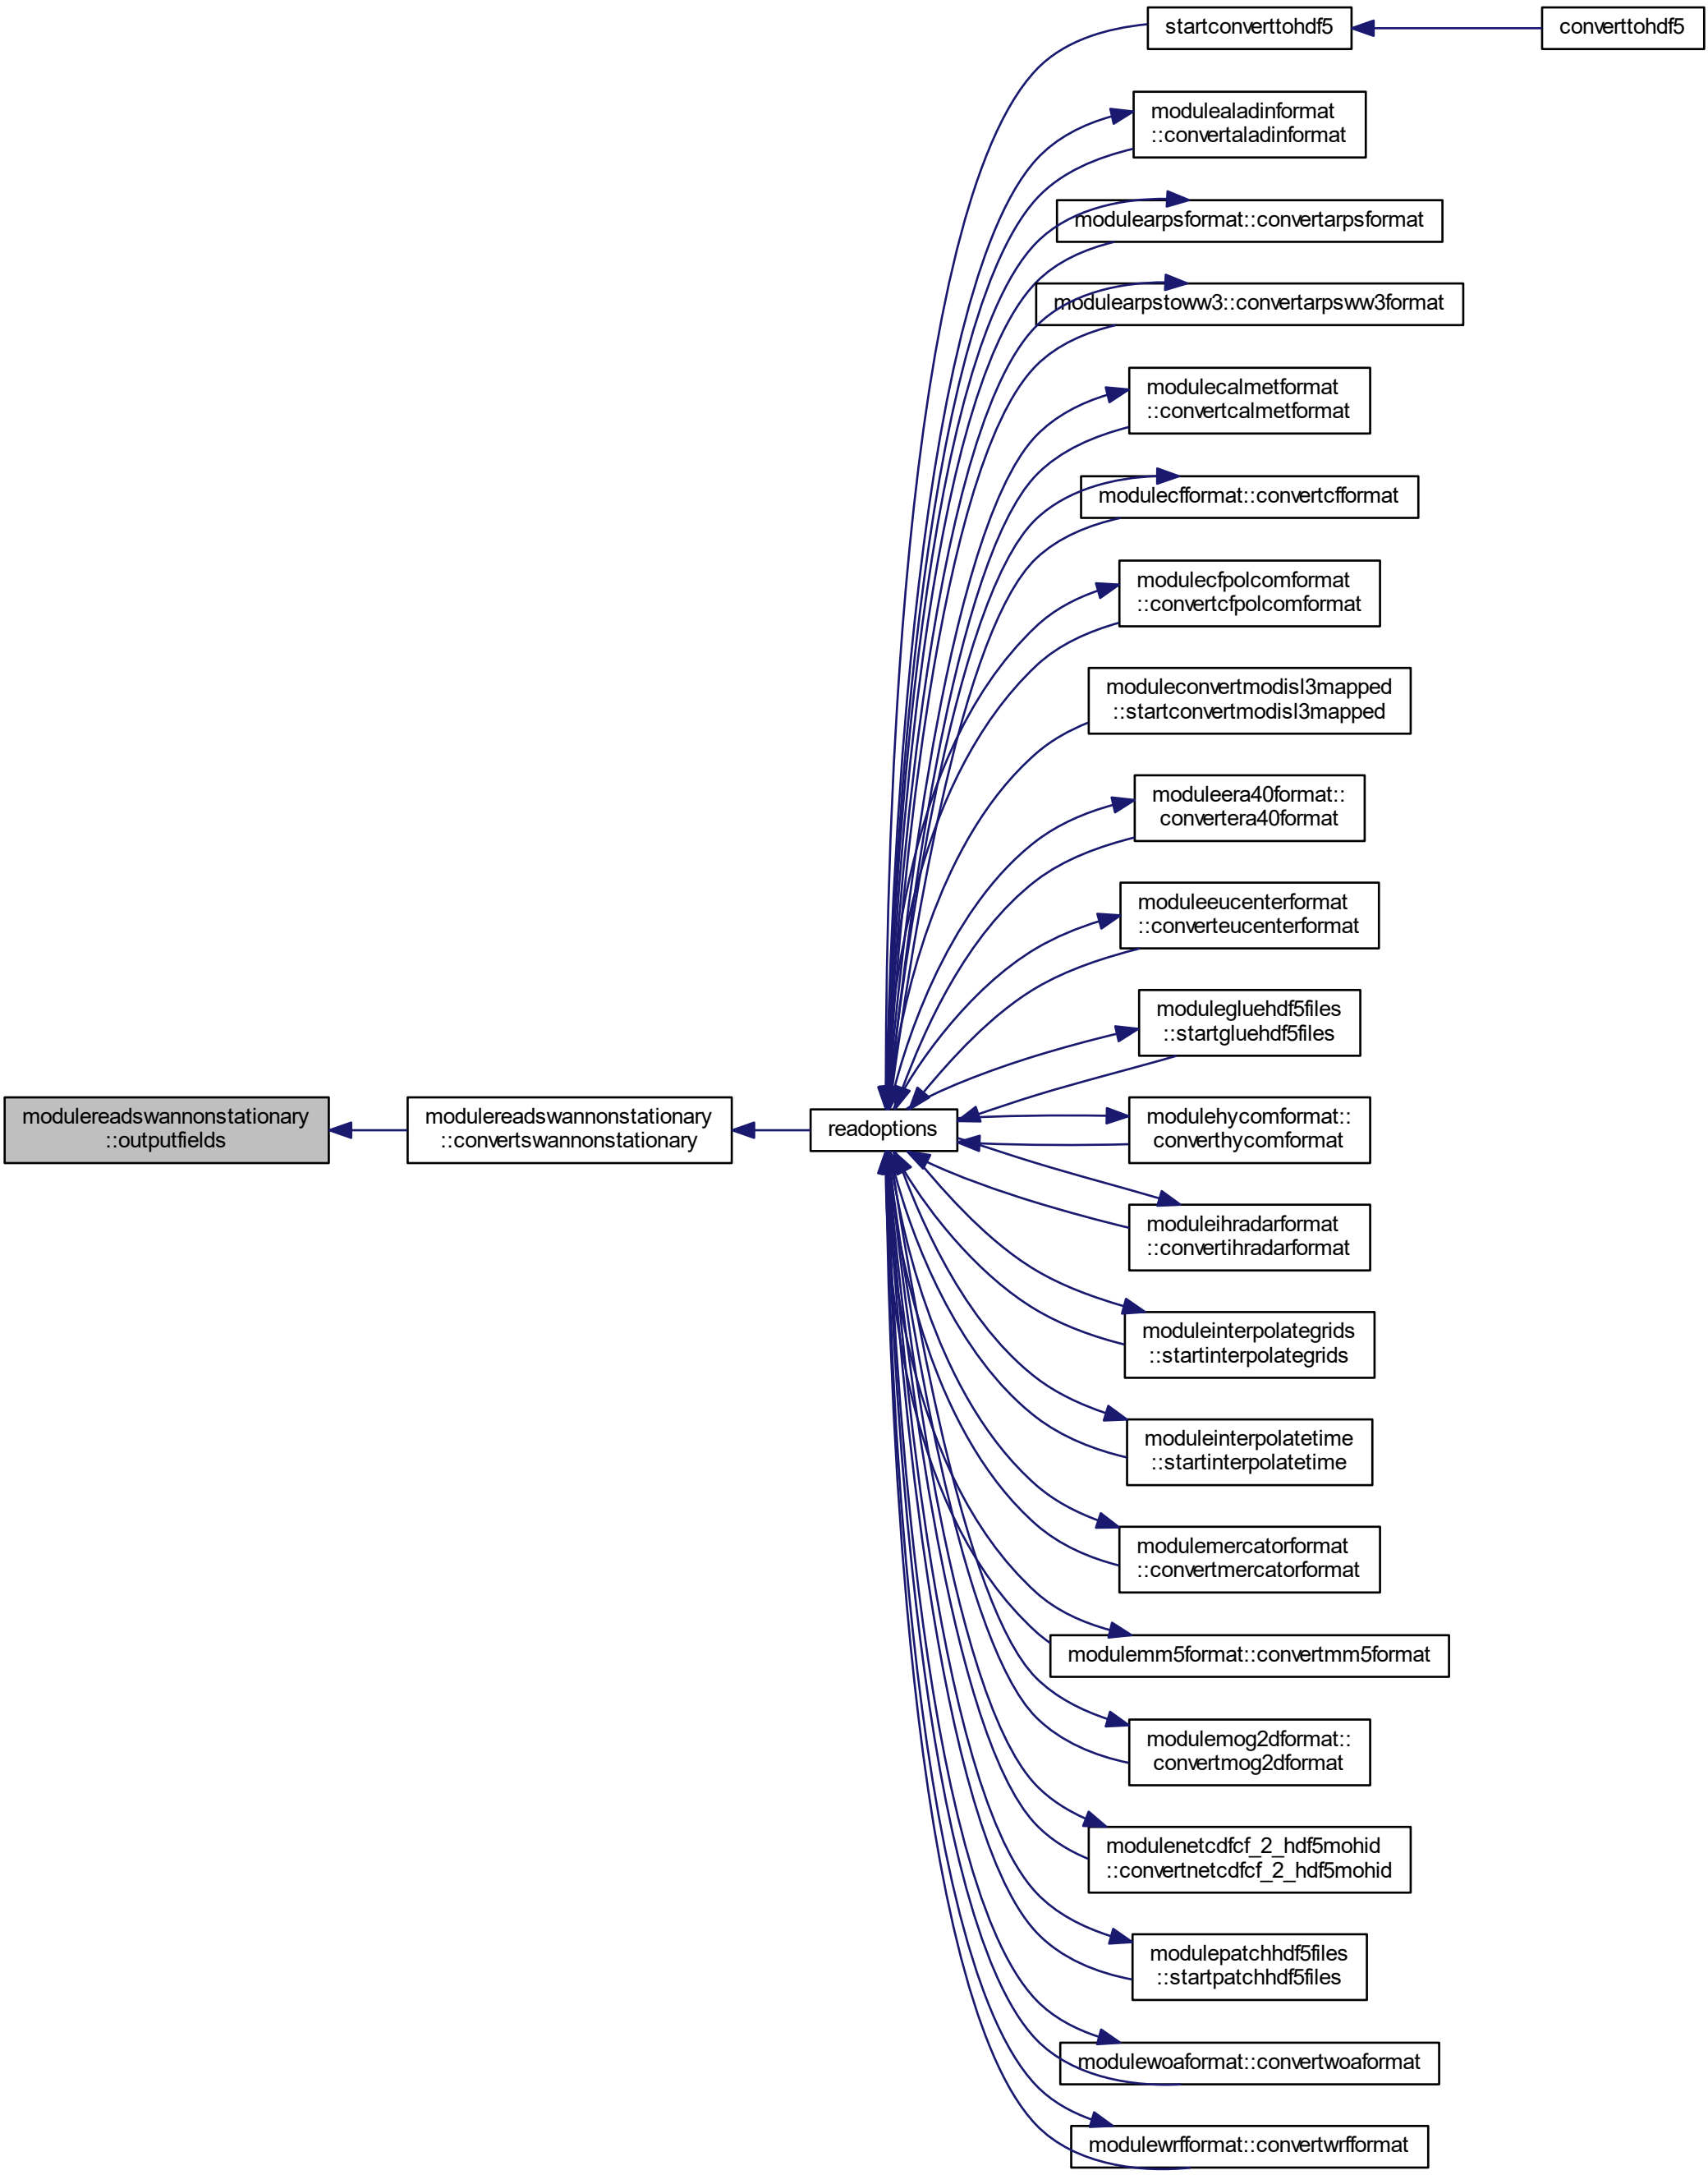 startconverttohdf5
converttohdf5
modulealadinformat
::convertaladinformat
modulearpsformat::convertarpsformat
modulearpstoww3::convertarpsww3format
modulecalmetformat
::convertcalmetformat
modulecfformat::convertcfformat
modulecfpolcomformat
::convertcfpolcomformat
moduleconvertmodisl3mapped
::startconvertmodisl3mapped
moduleera40format::
convertera40format
moduleeucenterformat
::converteucenterformat
modulegluehdf5files
::startgluehdf5files
modulereadswannonstationary
::outputfields
modulereadswannonstationary
::convertswannonstationary
readoptions
modulehycomformat::
converthycomformat
moduleihradarformat
::convertihradarformat
moduleinterpolategrids
::startinterpolategrids
moduleinterpolatetime
::startinterpolatetime
modulemercatorformat
::convertmercatorformat
modulemm5format::convertmm5format
modulemog2dformat::
convertmog2dformat
modulenetcdfcf_2_hdf5mohid
::convertnetcdfcf_2_hdf5mohid
modulepatchhdf5files
::startpatchhdf5files
modulewoaformat::convertwoaformat
modulewrfformat::convertwrfformat